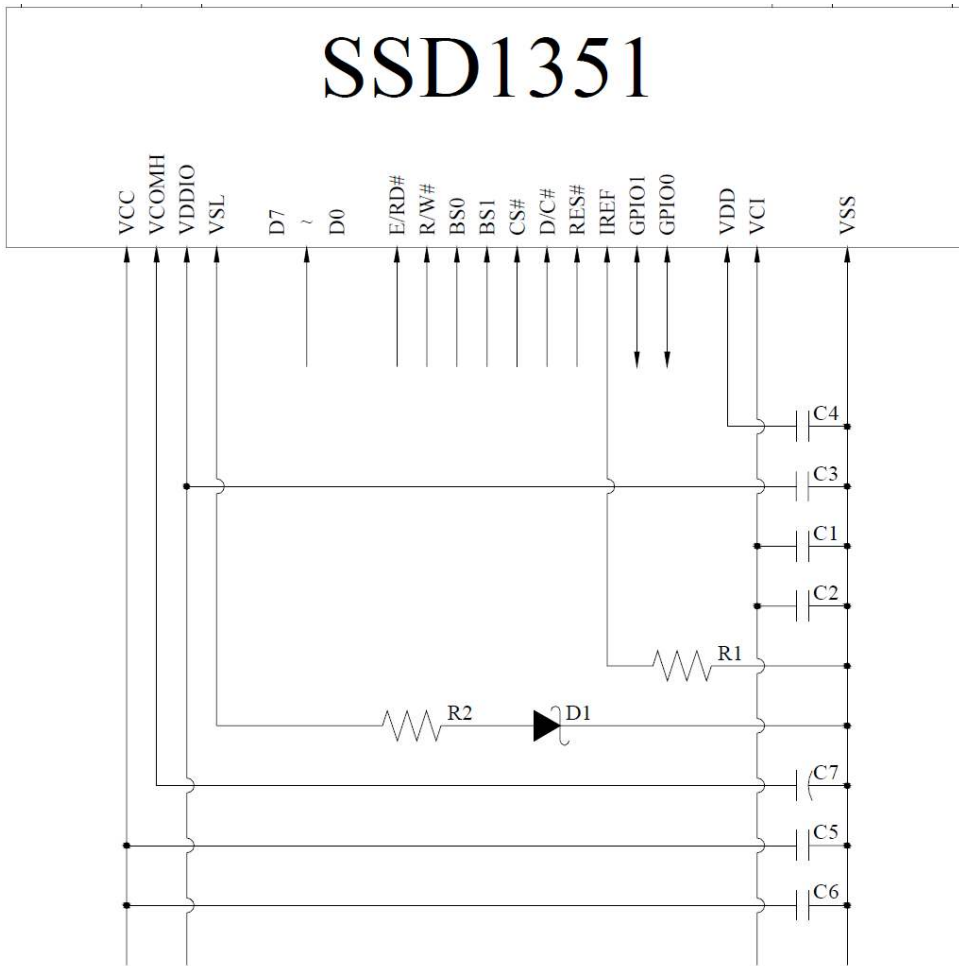 SSD1351
VCC
VCOMH
VDDIO
VSL
D7
~
D0
E/RD#
R/W#
BS0
BS1
CS#
D/C#
RES#
IREF
GPIO1
GPIO0
VDD
VCI
VSS
C4
C3
C1
C2
R1
R2
D1
C7
C5
C6